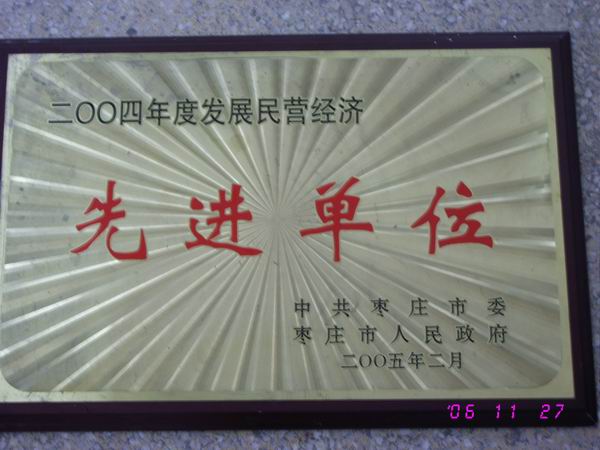 二〇〇四年度发展民营经济
先进单位
中共枣庄市委
枣庄市人民政府
二〇〇五年二月
'06 11 27